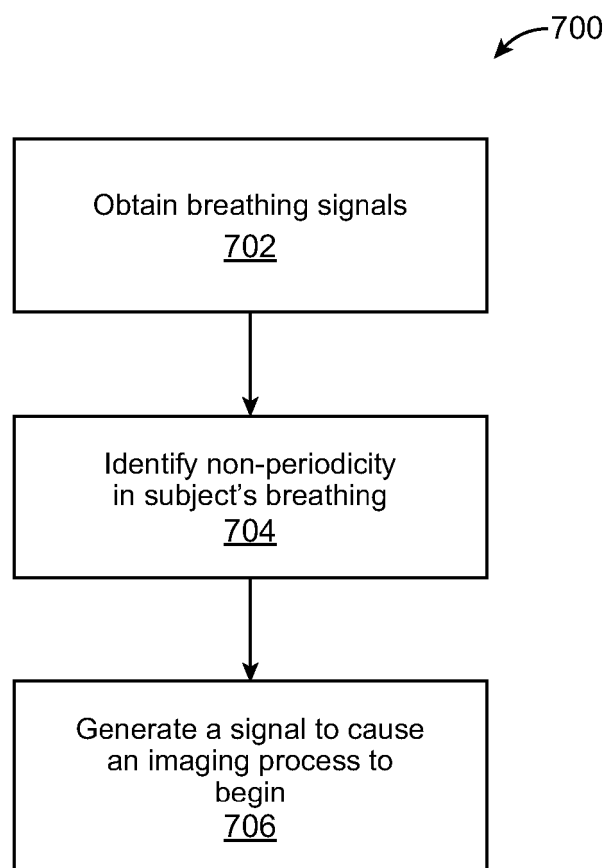 700
Obtain breathing signals
702
Identify non-periodicity
in subject's breathing
704
Generate a signal to cause
an imaging process to
begin
706